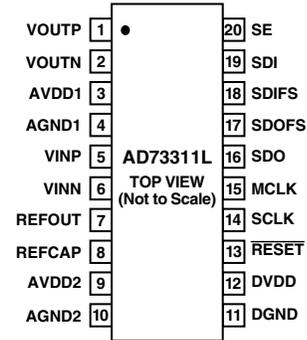 VOUTP 1 20 SE
VOUTN 2 19 SDI
AVDD1 3 18 SDIFS
AGND1 4 17 SDOFS
VINP 5 AD73311L 16 SDO
VINN 6 TOP VIEW 15 MCLK
(Not to Scale)
REFOUT 7 14 SCLK
REFCAP 8 13 RESET
AVDD2 9 12 DVDD
AGND2 10 11 DGND